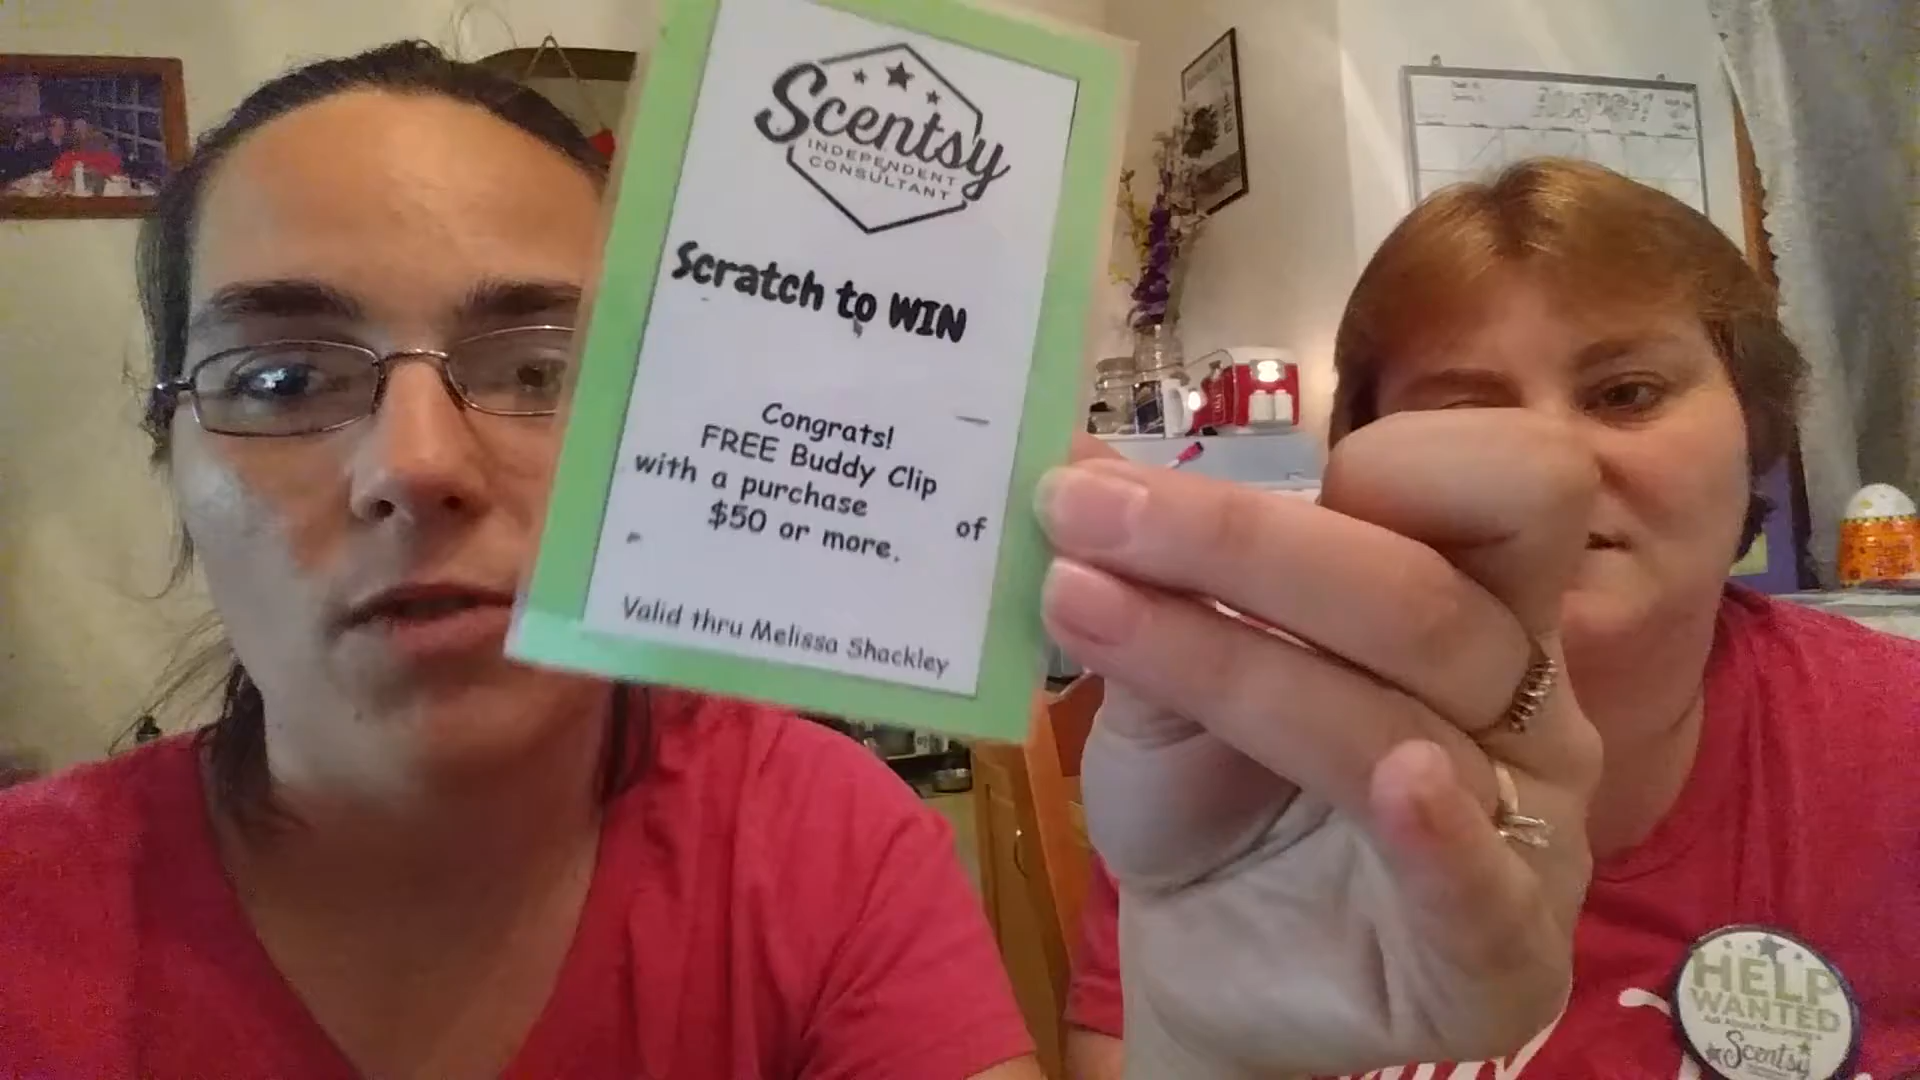 Scentsy
INDEPENDENT
CONSULTANT
Scratch to WIN
Congrats!
FREE Buddy Clip
with a purchase of
$50 or more.
Valid thru Melissa Shackley
HELP
WANTED
Scentsy